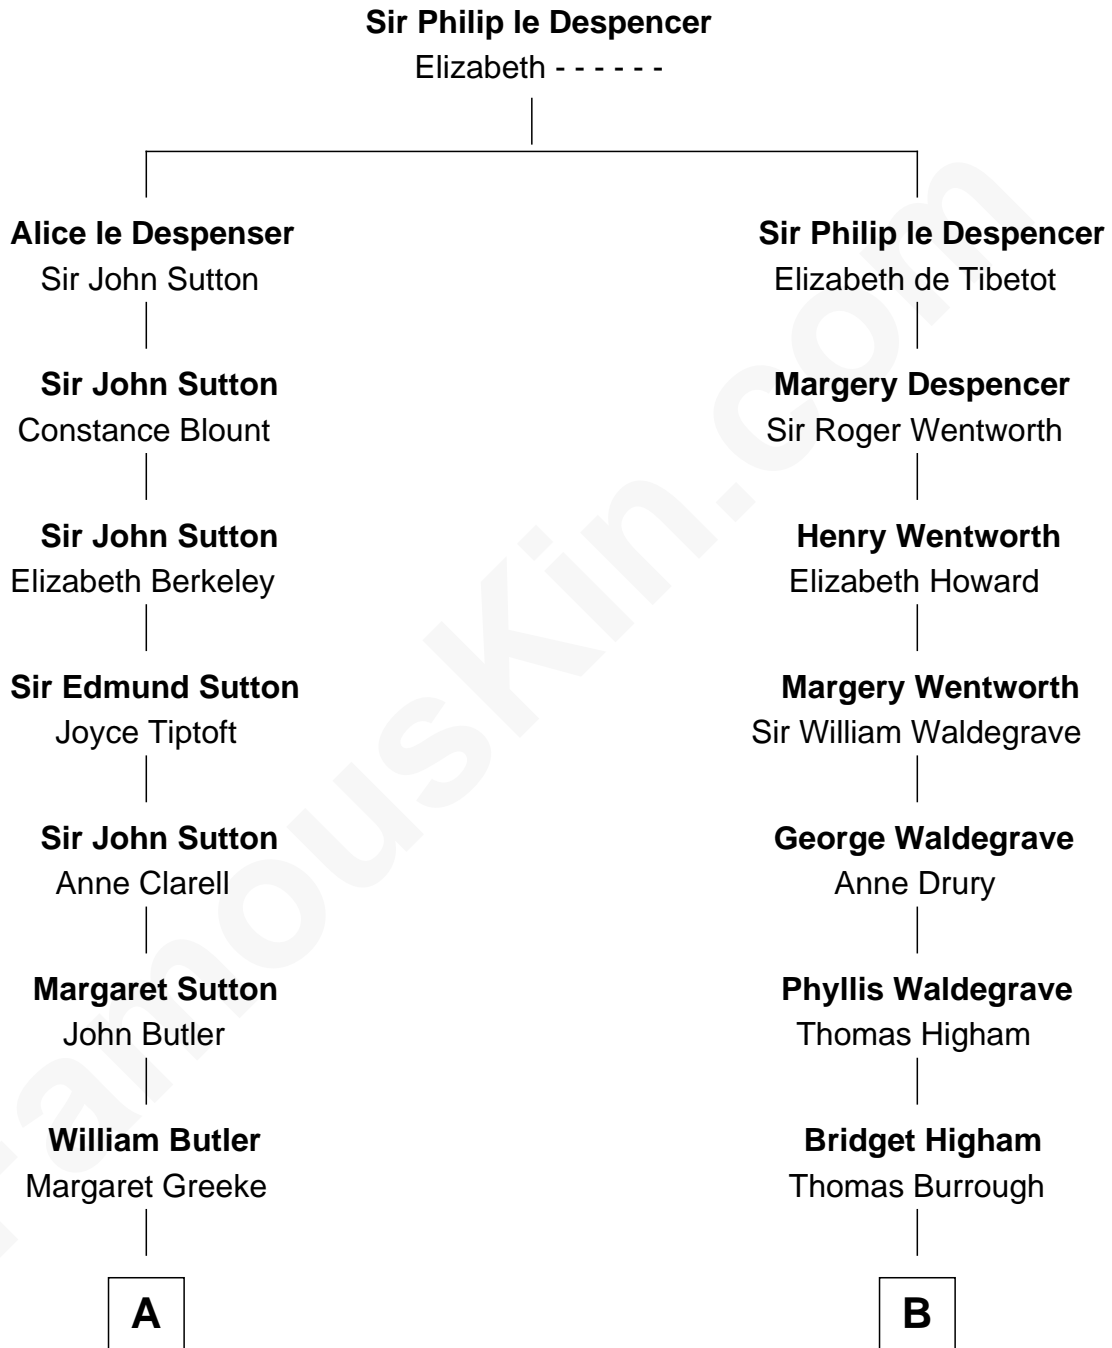 Sir Philip le Despencer
Elizabeth - - - - - -
Alice le Despenser
Sir John Sutton
Sir Philip le Despencer
Elizabeth de Tibetot
Sir John Sutton
Constance Blount
Margery Despencer
Sir Roger Wentworth
Sir John Sutton
Elizabeth Berkeley
Henry Wentworth
Elizabeth Howard
Sir Edmund Sutton
Joyce Tiptoft
Margery Wentworth
Sir William Waldegrave
Sir John Sutton
Anne Clarell
George Waldegrave
Anne Drury
Margaret Sutton
John Butler
Phyllis Waldegrave
Thomas Higham
William Butler
Margaret Greeke
Bridget Higham
Thomas Burrough
A
B
FamousKin.com